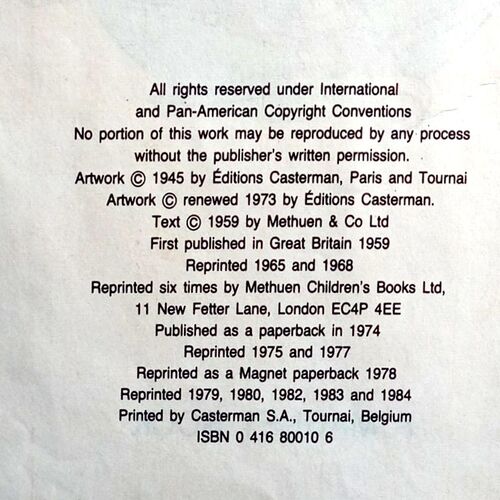 All rights reserved under International
and Pan-American Copyright Conventions
No portion of this work may be reproduced by any process
without the publisher's written permission.
Artwork © 1945 by Éditions Casterman, Paris and Tournai
Artwork © renewed 1973 by Éditions Casterman.
Text © 1959 by Methuen & Co Ltd
First published in Great Britain 1959
Reprinted 1965 and 1968
Reprinted six times by Methuen Children's Books Ltd,
11 New Fetter Lane, London EC4P 4EE
Published as a paperback in 1974
Reprinted 1975 and 1977
Reprinted as a Magnet paperback 1978
Reprinted 1979, 1980, 1982, 1983 and 1984
Printed by Casterman S.A., Tournai, Belgium
ISBN 0 416 80010 6